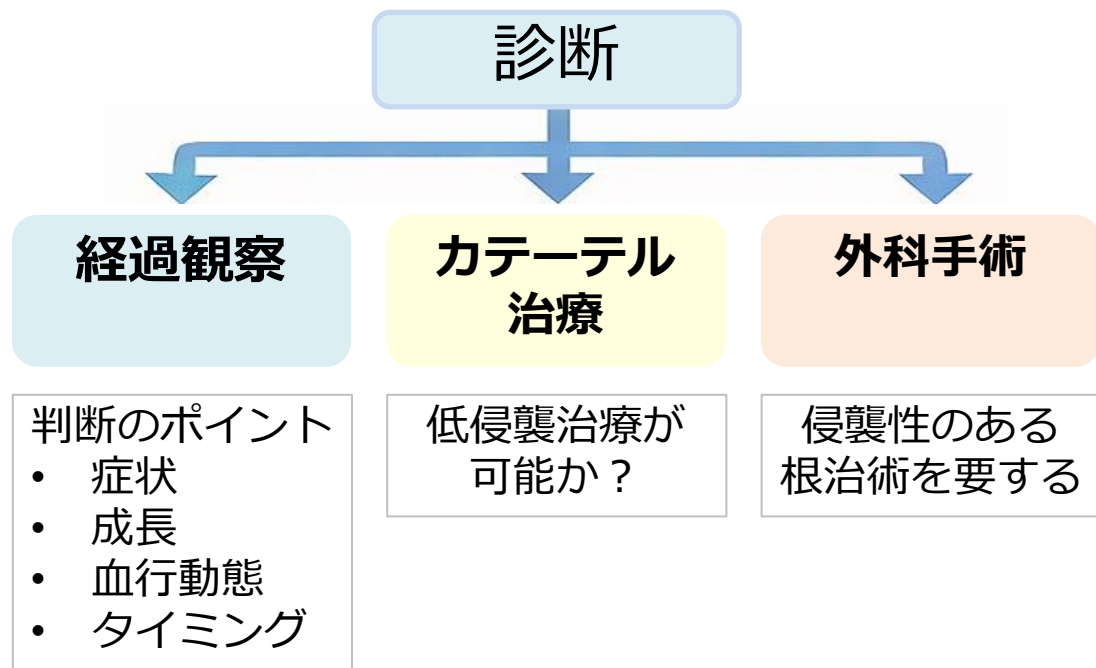 診断
経過観察
カテーテル
治療
外科手術
判断のポイント
• 症状
• 成長
• 血行動態
• タイミング
低侵襲治療が
可能か？
侵襲性のある
根治術を要する